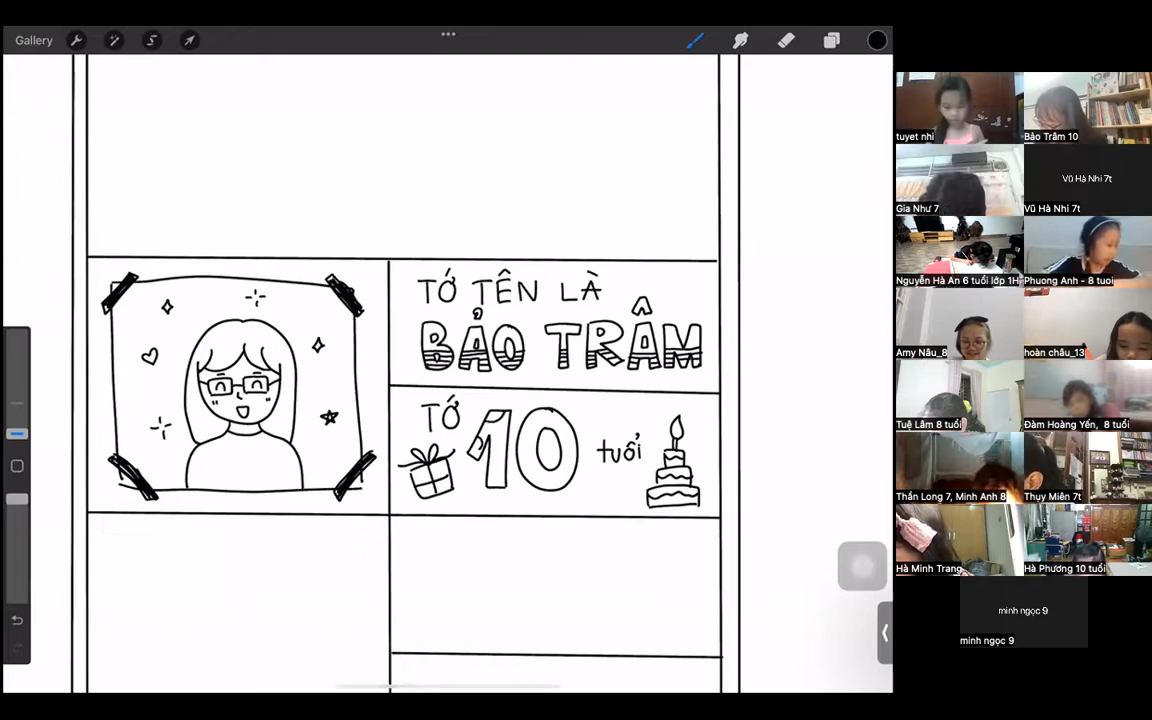 Gallery
TỚ TÊN LÀ
BẢO TRÂM
TỚ
10
tuổi
tuyet nhi
Bảo Trâm 10
Gia Như 7
Vũ Hà Nhi 7t
Vũ Hà Nhi 7t
Nguyễn Hà An 6 tuổi lớp 1H
Phuong Anh - 8 tuoi
Amy Nâu_8
hoàn châu_13
Tuệ Lâm 8 tuổi
Đàm Hoàng Yến, 8 tuổi
Thần Long 7, Minh Anh 8
Thụy Miên 7t
Hà Minh Trang
Hà Phương 10 tuổi
minh ngọc 9
minh ngọc 9